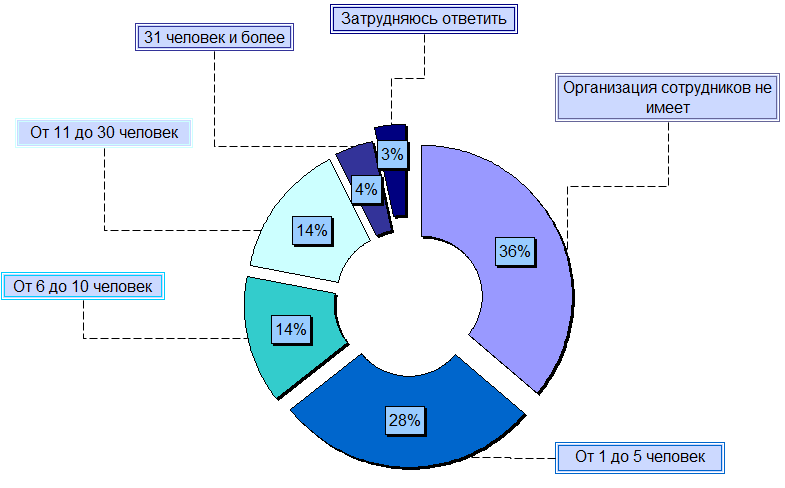 Затрудняюсь ответить
31 человек и более
Организация сотрудников не
имеет
От 11 до 30 человек
3%
4%
14%
36%
От 6 до 10 человек
14%
28%
От 1 до 5 человек